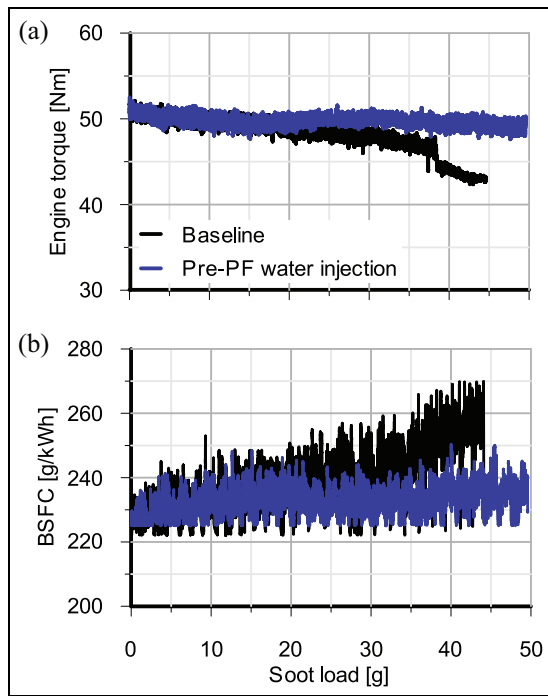 (a)
60
50
40
30
Engine torque [Nm]
Baseline
Pre-PF water injection
(b)
280
260
240
220
200
BSFC [g/kWh]
0 10 20 30 40 50
Soot load [g]